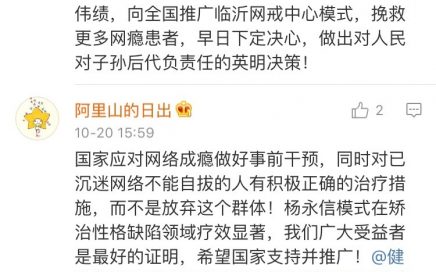 伟绩，向全国推广临沂网戒中心模式，挽救
更多网瘾患者，早日下定决心，做出对人民
对子孙后代负责任的英明决策！
阿里山的日出
2
10-20 15:59
国家应对网络成瘾做好事前干预，同时对已
沉迷网络不能自拔的人有积极正确的治疗措
施，而不是放弃这个群体！杨永信模式在矫
治性格缺陷领域疗效显著，我们广大受益者
是最好的证明，希望国家支持并推广！@健